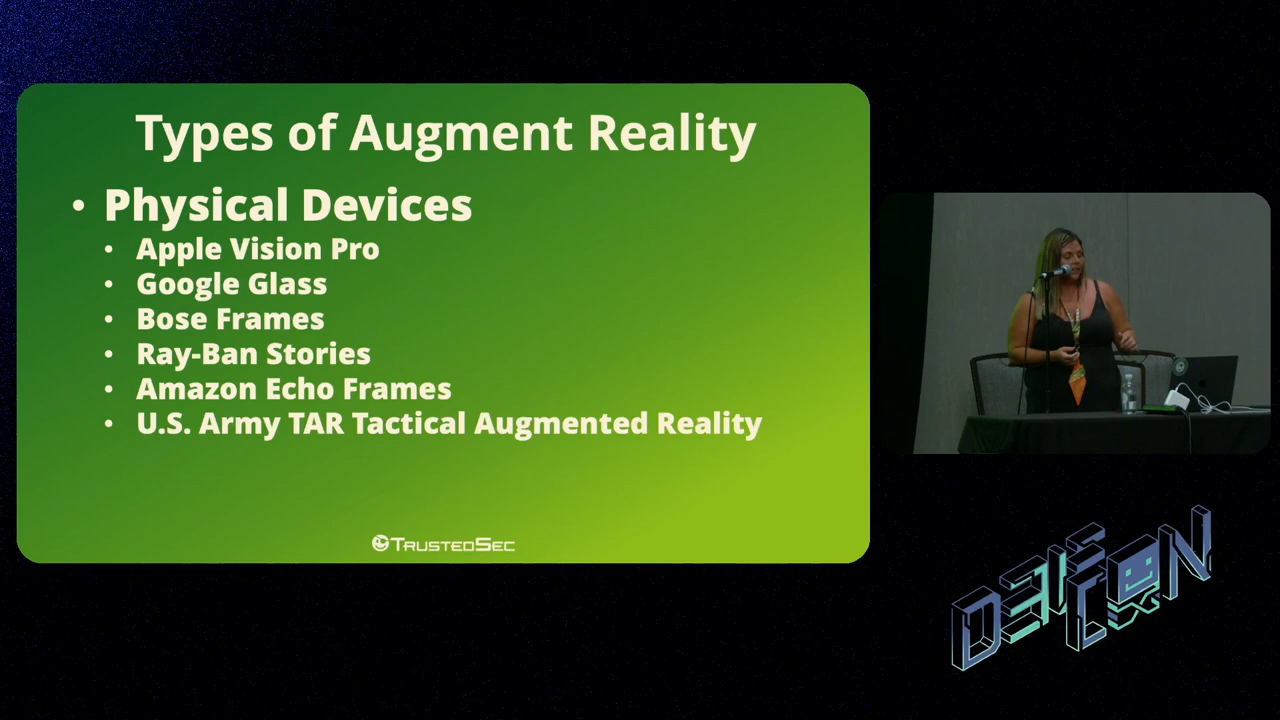 Types of Augment Reality
• Physical Devices
• Apple Vision Pro
• Google Glass
• Bose Frames
• Ray-Ban Stories
• Amazon Echo Frames
• U.S. Army TAR Tactical Augmented Reality
TRUSTEDSEC
DEF CON